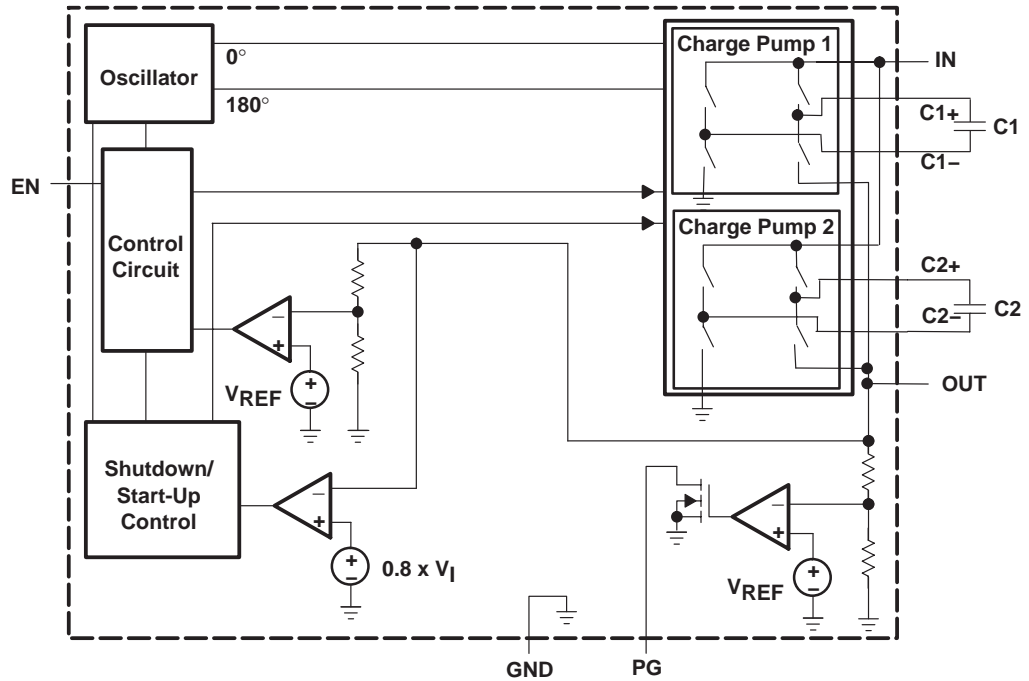 Oscillator
0°
180°
Charge Pump 1
IN
C1+
C1
C1−
EN
Control
Circuit
Charge Pump 2
C2+
C2
C2−
−
+
VREF
+
−
OUT
Shutdown/
Start-Up
Control
−
+
+
−
0.8 x VI
−
+
VREF
+
−
GND
PG